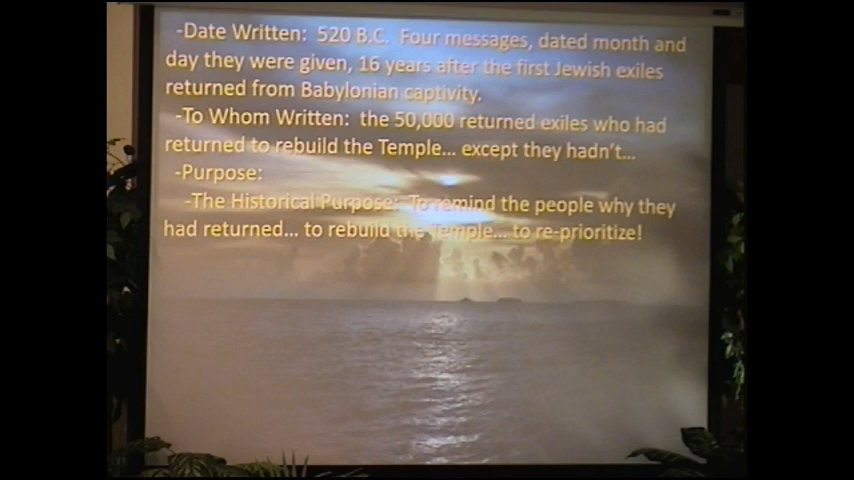 -Date Written: 520 B.C. Four messages, dated month and
day they were given, 16 years after the first Jewish exiles
returned from Babylonian captivity.
-To Whom Written: the 50,000 returned exiles who had
returned to rebuild the Temple... except they hadn't...
-Purpose:
-The Historical Purpose: To remind the people why they
had returned... to rebuild the Temple... to re-prioritize!